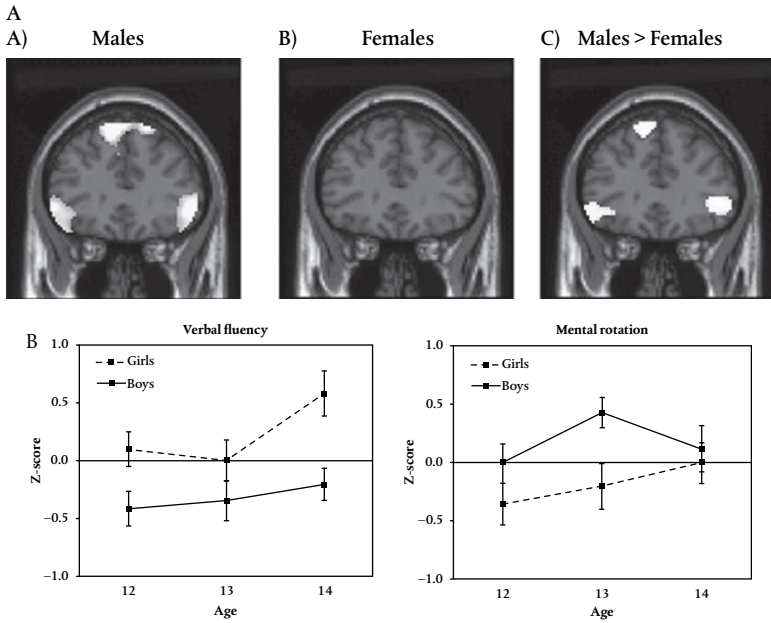 A
A) Males B) Females C) Males > Females
B
Verbal fluency
1.0
0.5
0.0
−0.5
−1.0
Z-score
Girls
Boys
12 13 14
Age
Mental rotation
1.0
0.5
0.0
−0.5
−1.0
Z-score
Girls
Boys
12 13 14
Age